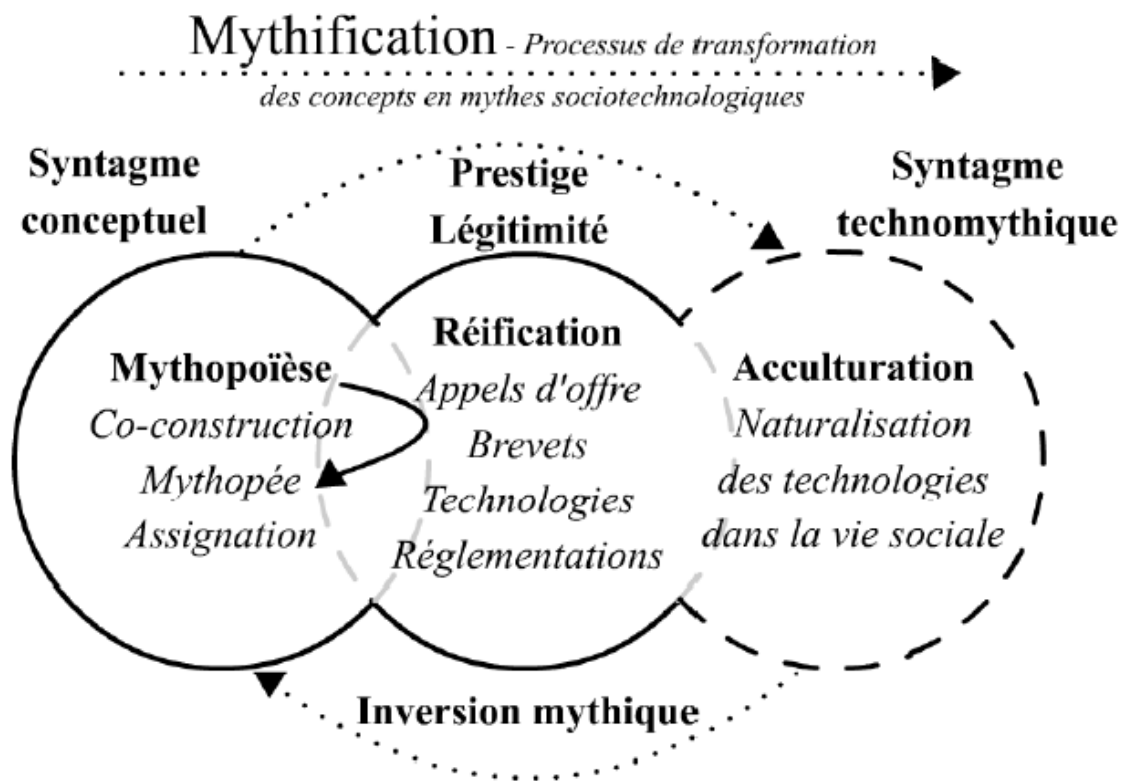 Mythification - Processus de transformation
des concepts en mythes sociotechnologiques
Syntagme
conceptuel
Prestige
Légitimité
Syntagme
technomythique
Mythopoïèse
Co-construction
Mythopée
Assignation
Réification
Appels d'offre
Brevets
Technologies
Réglementations
Acculturation
Naturalisation
des technologies
dans la vie sociale
Inversion mythique